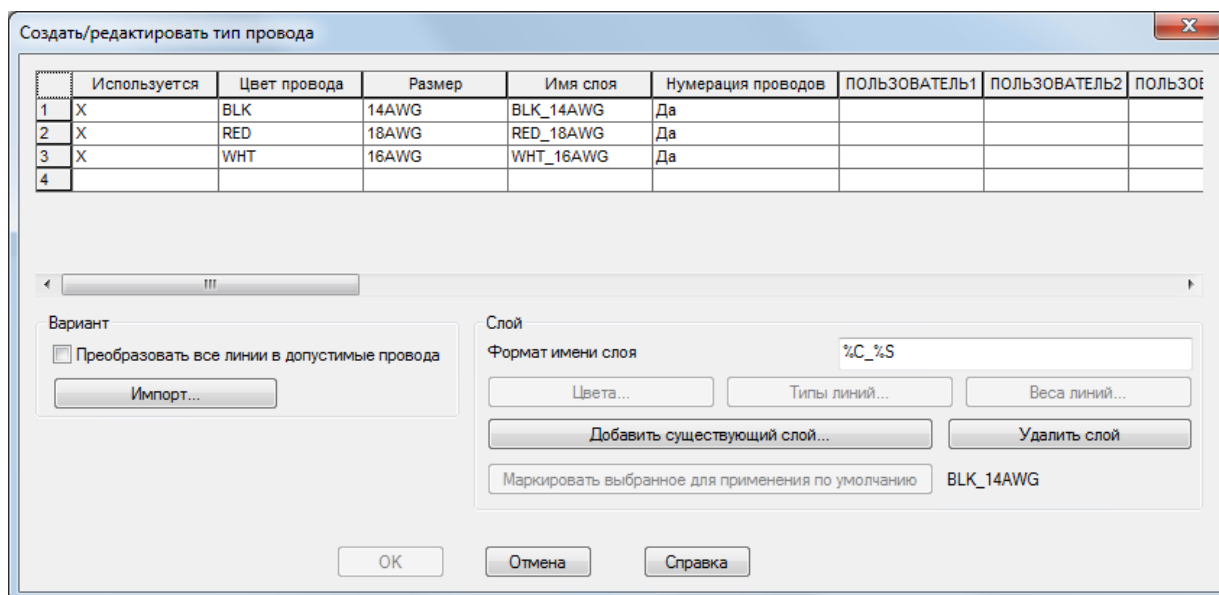 Создать/редактировать тип провода
Используется Цвет провода Размер Имя слоя Нумерация проводов ПОЛЬЗОВАТЕЛЬ1 ПОЛЬЗОВАТЕЛЬ2
1 X BLK 14AWG BLK_14AWG Да
2 X RED 18AWG RED_18AWG Да
3 X WHT 16AWG WHT_16AWG Да
4
Вариант
Преобразовать все линии в допустимые провода
Импорт...
Слой
Формат имени слоя %C_%S
Цвета... Типы линий... Веса линий...
Добавить существующий слой... Удалить слой
Маркировать выбранное для применения по умолчанию BLK_14AWG
OK Отмена Справка